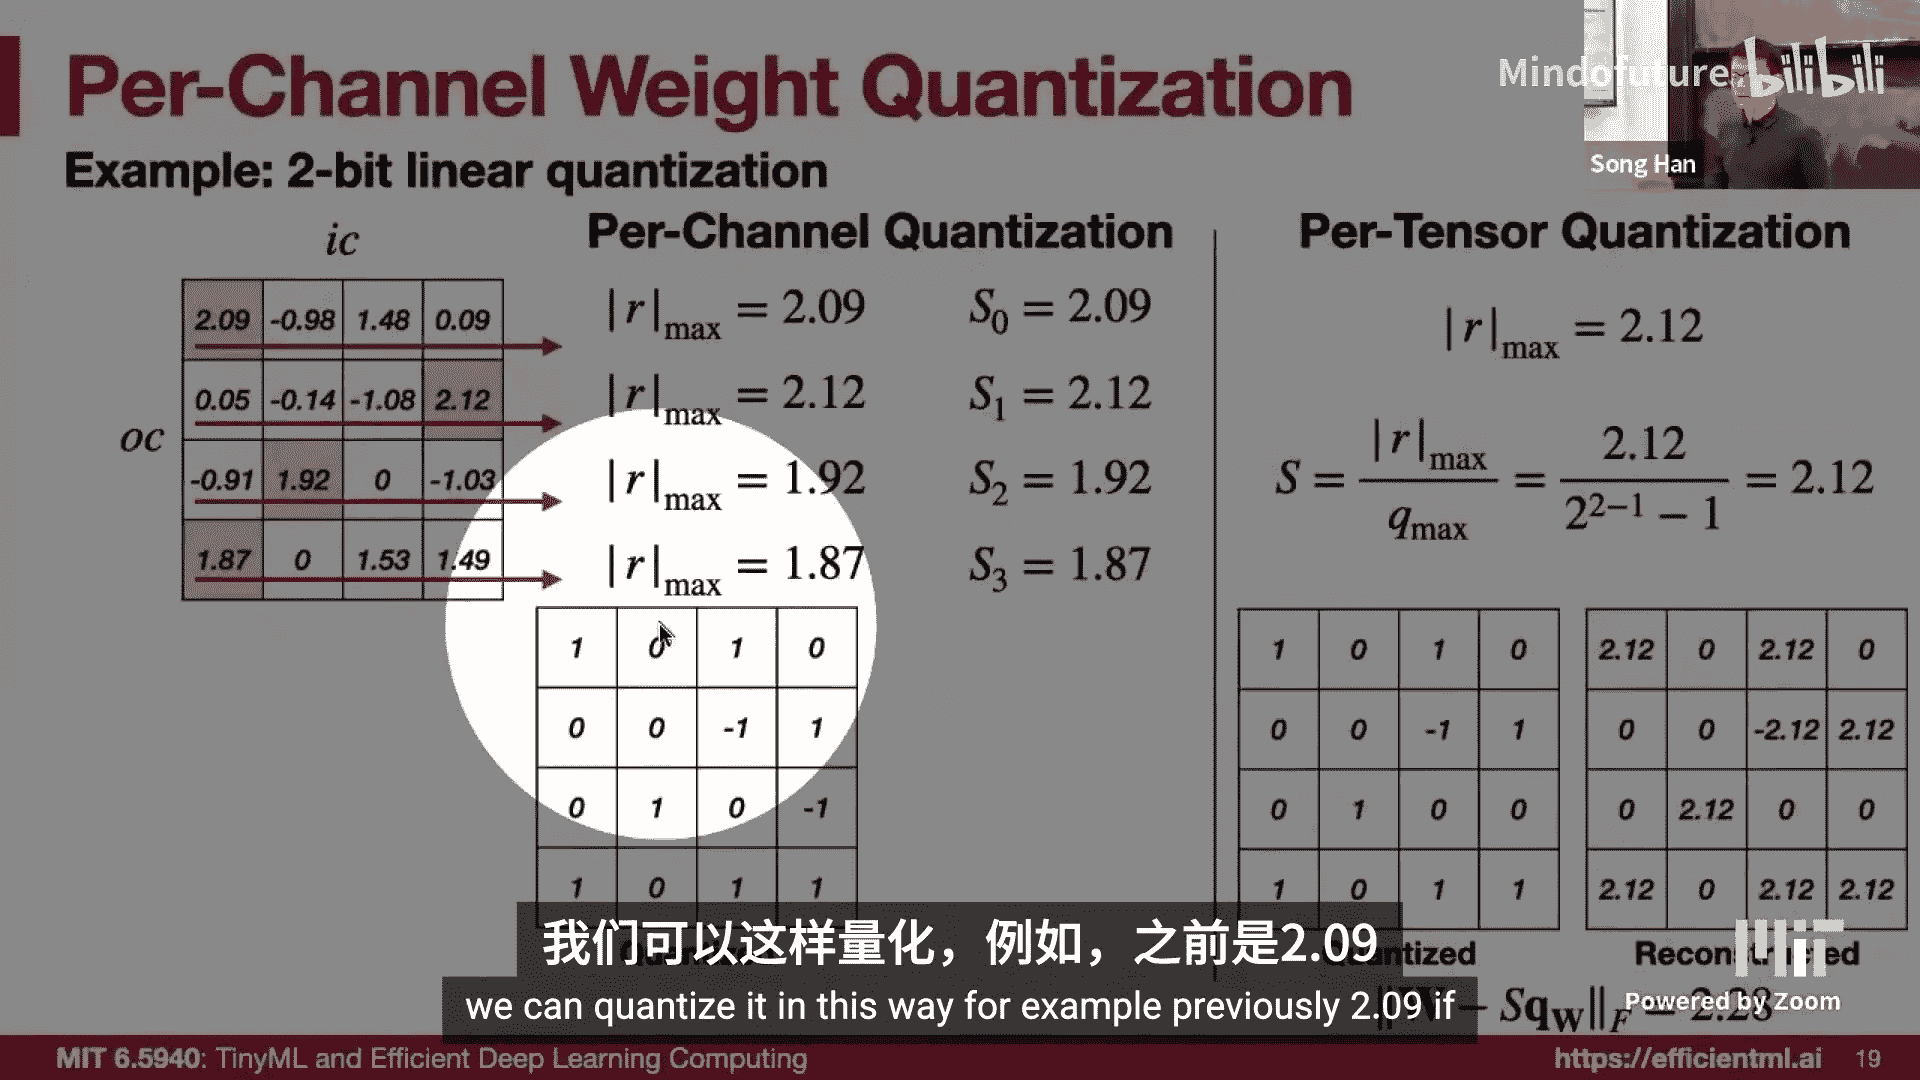 Per-Channel Weight Quantization
Mindofuture
bilibili
Song Han
Example: 2-bit linear quantization
ic
oc
2.09 -0.98 1.48 0.09
0.05 -0.14 -1.08 2.12
-0.91 1.92 0 -1.03
1.87 0 1.53 1.49
Per-Channel Quantization
|r|max = 2.09 S0 = 2.09
|r|max = 2.12 S1 = 2.12
|r|max = 1.92 S2 = 1.92
|r|max = 1.87 S3 = 1.87
1 0 1 0
0 0 -1 1
0 1 0 -1
1 0 1 1
Per-Tensor Quantization
|r|max = 2.12
S = |r|max / qmax = 2.12 / 2^(2−1) − 1 = 2.12
1 0 1 0
0 0 -1 1
0 1 0 0
1 0 1 1
Quantized
2.12 0 2.12 0
0 0 -2.12 2.12
0 2.12 0 0
2.12 0 2.12 2.12
Reconstructed
− SqW‖F = 2.28
MIT
Powered by Zoom
我们可以这样量化，例如，之前是2.09
we can quantize it in this way for example previously 2.09 if
MIT 6.5940: TinyML and Efficient Deep Learning Computing
https://efficientml.ai
19